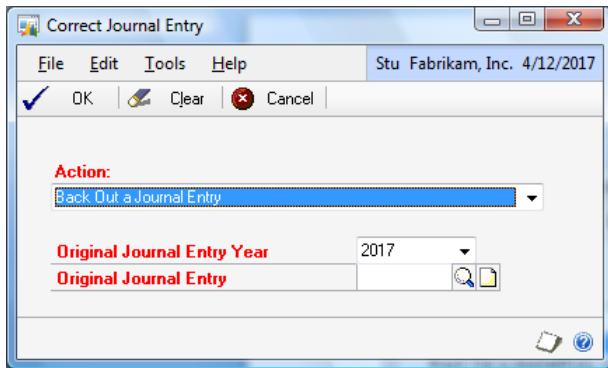 Correct Journal Entry
File Edit Tools Help Stu Fabrikam, Inc. 4/12/2017
OK Clear Cancel
Action:
Back Out a Journal Entry
Original Journal Entry Year 2017
Original Journal Entry